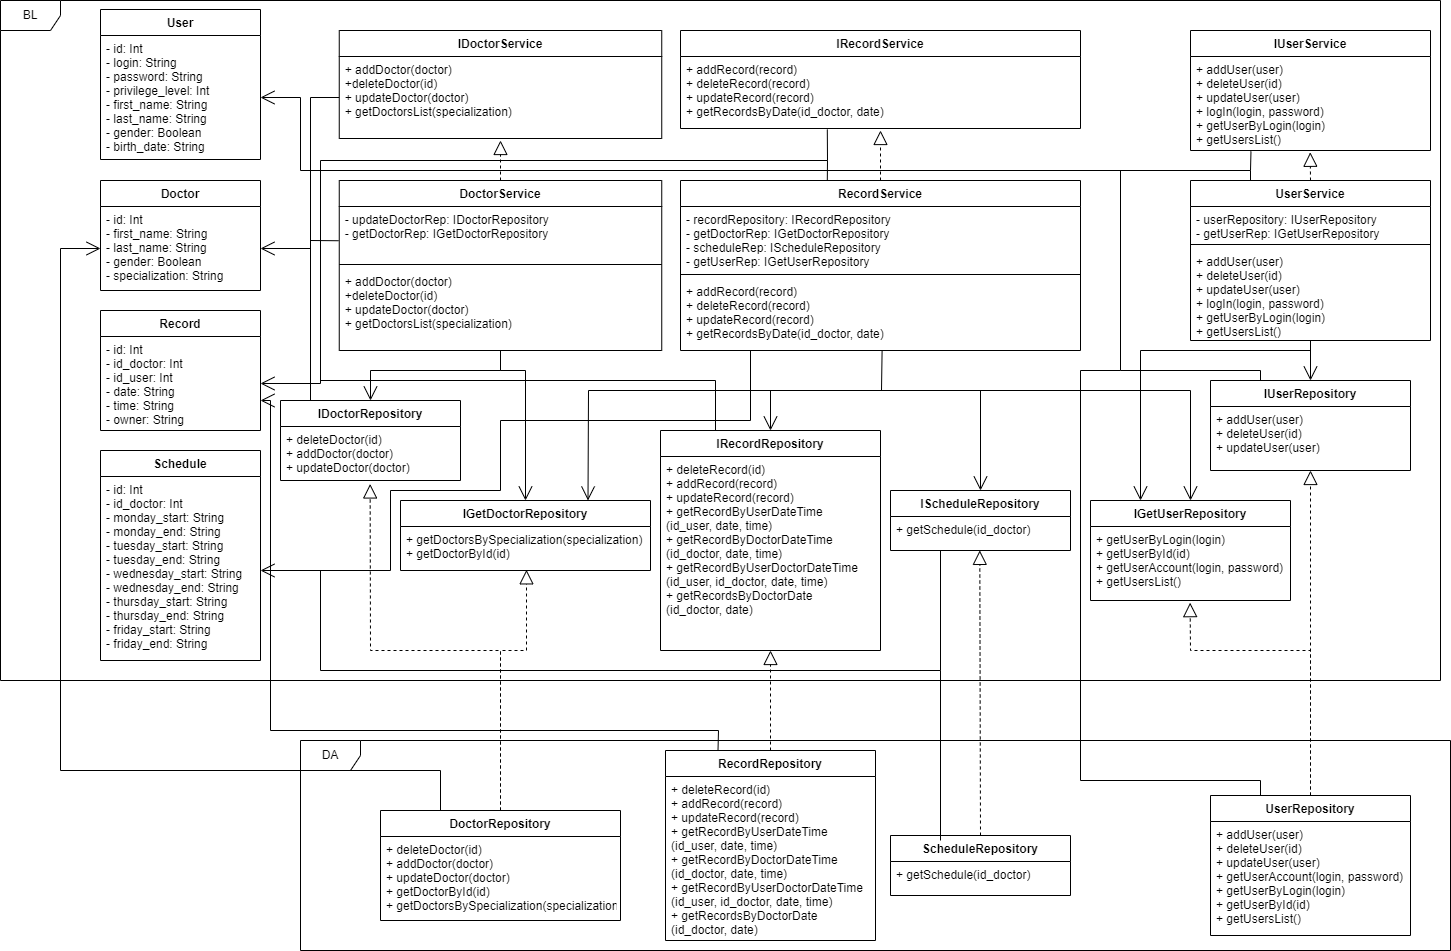 BL
User
- id: Int
- login: String
- password: String
- privilege_level: Int
- first_name: String
- last_name: String
- gender: Boolean
- birth_date: String
IDoctorService
+ addDoctor(doctor)
+deleteDoctor(id)
+ updateDoctor(doctor)
+ getDoctorsList(specialization)
IRecordService
+ addRecord(record)
+ deleteRecord(record)
+ updateRecord(record)
+ getRecordsByDate(id_doctor, date)
IUserService
+ addUser(user)
+ deleteUser(id)
+ updateUser(user)
+ logIn(login, password)
+ getUserByLogin(login)
+ getUsersList()
Doctor
- id: Int
- first_name: String
- last_name: String
- gender: Boolean
- specialization: String
DoctorService
- updateDoctorRep: IDoctorRepository
- getDoctorRep: IGetDoctorRepository
+ addDoctor(doctor)
+deleteDoctor(id)
+ updateDoctor(doctor)
+ getDoctorsList(specialization)
RecordService
- recordRepository: IRecordRepository
- getDoctorRep: IGetDoctorRepository
- scheduleRep: IScheduleRepository
- getUserRep: IGetUserRepository
+ addRecord(record)
+ deleteRecord(record)
+ updateRecord(record)
+ getRecordsByDate(id_doctor, date)
UserService
- userRepository: IUserRepository
- getUserRep: IGetUserRepository
+ addUser(user)
+ deleteUser(id)
+ updateUser(user)
+ logIn(login, password)
+ getUserByLogin(login)
+ getUsersList()
Record
- id: Int
- id_doctor: Int
- id_user: Int
- date: String
- time: String
- owner: String
IDoctorRepository
+ deleteDoctor(id)
+ addDoctor(doctor)
+ updateDoctor(doctor)
IUserRepository
+ addUser(user)
+ deleteUser(id)
+ updateUser(user)
Schedule
- id: Int
- id_doctor: Int
- monday_start: String
- monday_end: String
- tuesday_start: String
- tuesday_end: String
- wednesday_start: String
- wednesday_end: String
- thursday_start: String
- thursday_end: String
- friday_start: String
- friday_end: String
IGetDoctorRepository
+ getDoctorsBySpecialization(specialization)
+ getDoctorById(id)
IRecordRepository
+ deleteRecord(id)
+ addRecord(record)
+ updateRecord(record)
+ getRecordByUserDateTime
(id_user, date, time)
+ getRecordByDoctorDateTime
(id_doctor, date, time)
+ getRecordByUserDoctorDateTime
(id_user, id_doctor, date, time)
+ getRecordsByDoctorDate
(id_doctor, date)
IScheduleRepository
+ getSchedule(id_doctor)
IGetUserRepository
+ getUserByLogin(login)
+ getUserById(id)
+ getUserAccount(login, password)
+ getUsersList()
DA
DoctorRepository
+ deleteDoctor(id)
+ addDoctor(doctor)
+ updateDoctor(doctor)
+ getDoctorById(id)
+ getDoctorsBySpecialization(specialization
RecordRepository
+ deleteRecord(id)
+ addRecord(record)
+ updateRecord(record)
+ getRecordByUserDateTime
(id_user, date, time)
+ getRecordByDoctorDateTime
(id_doctor, date, time)
+ getRecordByUserDoctorDateTime
(id_user, id_doctor, date, time)
+ getRecordsByDoctorDate
(id_doctor, date)
ScheduleRepository
+ getSchedule(id_doctor)
UserRepository
+ addUser(user)
+ deleteUser(id)
+ updateUser(user)
+ getUserAccount(login, password)
+ getUserByLogin(login)
+ getUserById(id)
+ getUsersList()